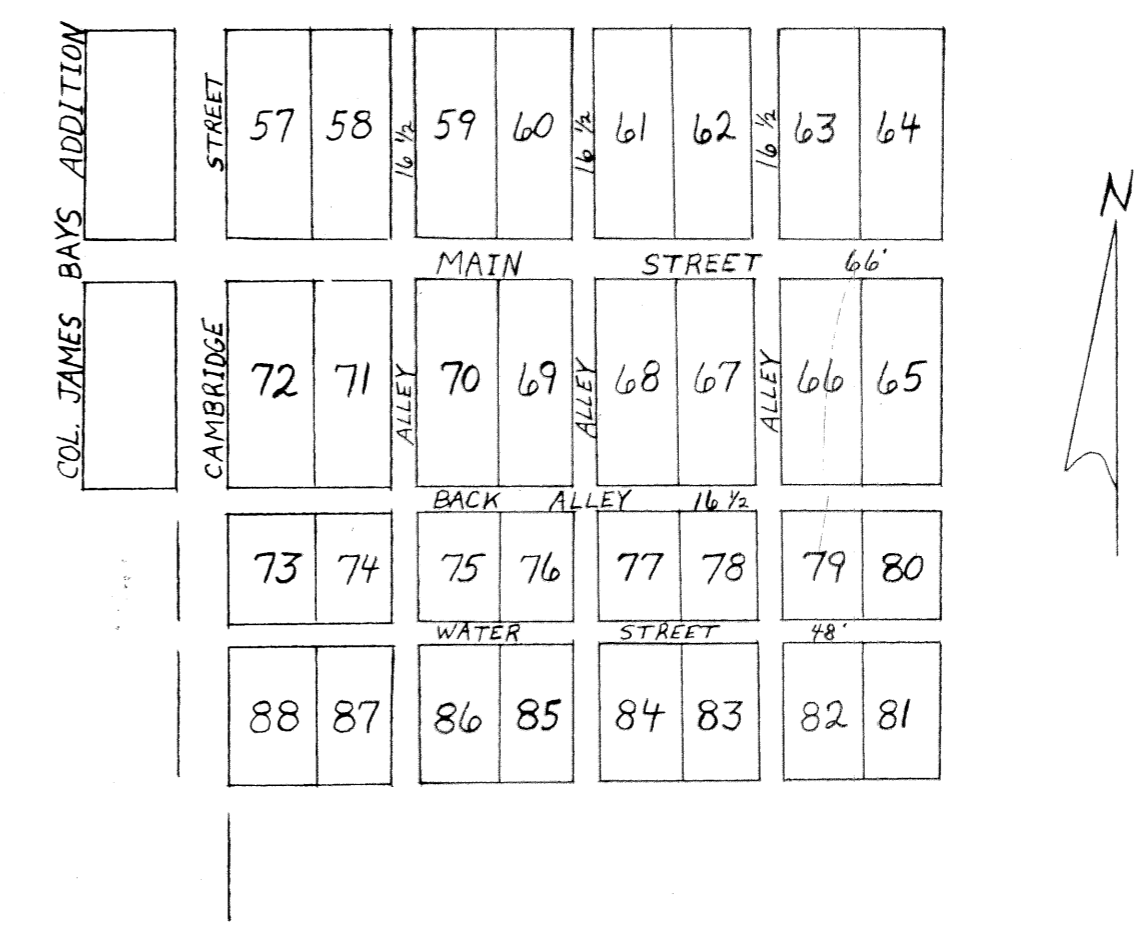 COL. JAMES BAYS ADDITION
CAMBRIDGE STREET
57 58 59 60 61 62 63 64
16 ½ 16 ½ 16 ½
N
MAIN STREET 66'
72 71 70 69 68 67 66 65
ALLEY ALLEY ALLEY
BACK ALLEY 16 ½
73 74 75 76 77 78 79 80
WATER STREET 48'
88 87 86 85 84 83 82 81